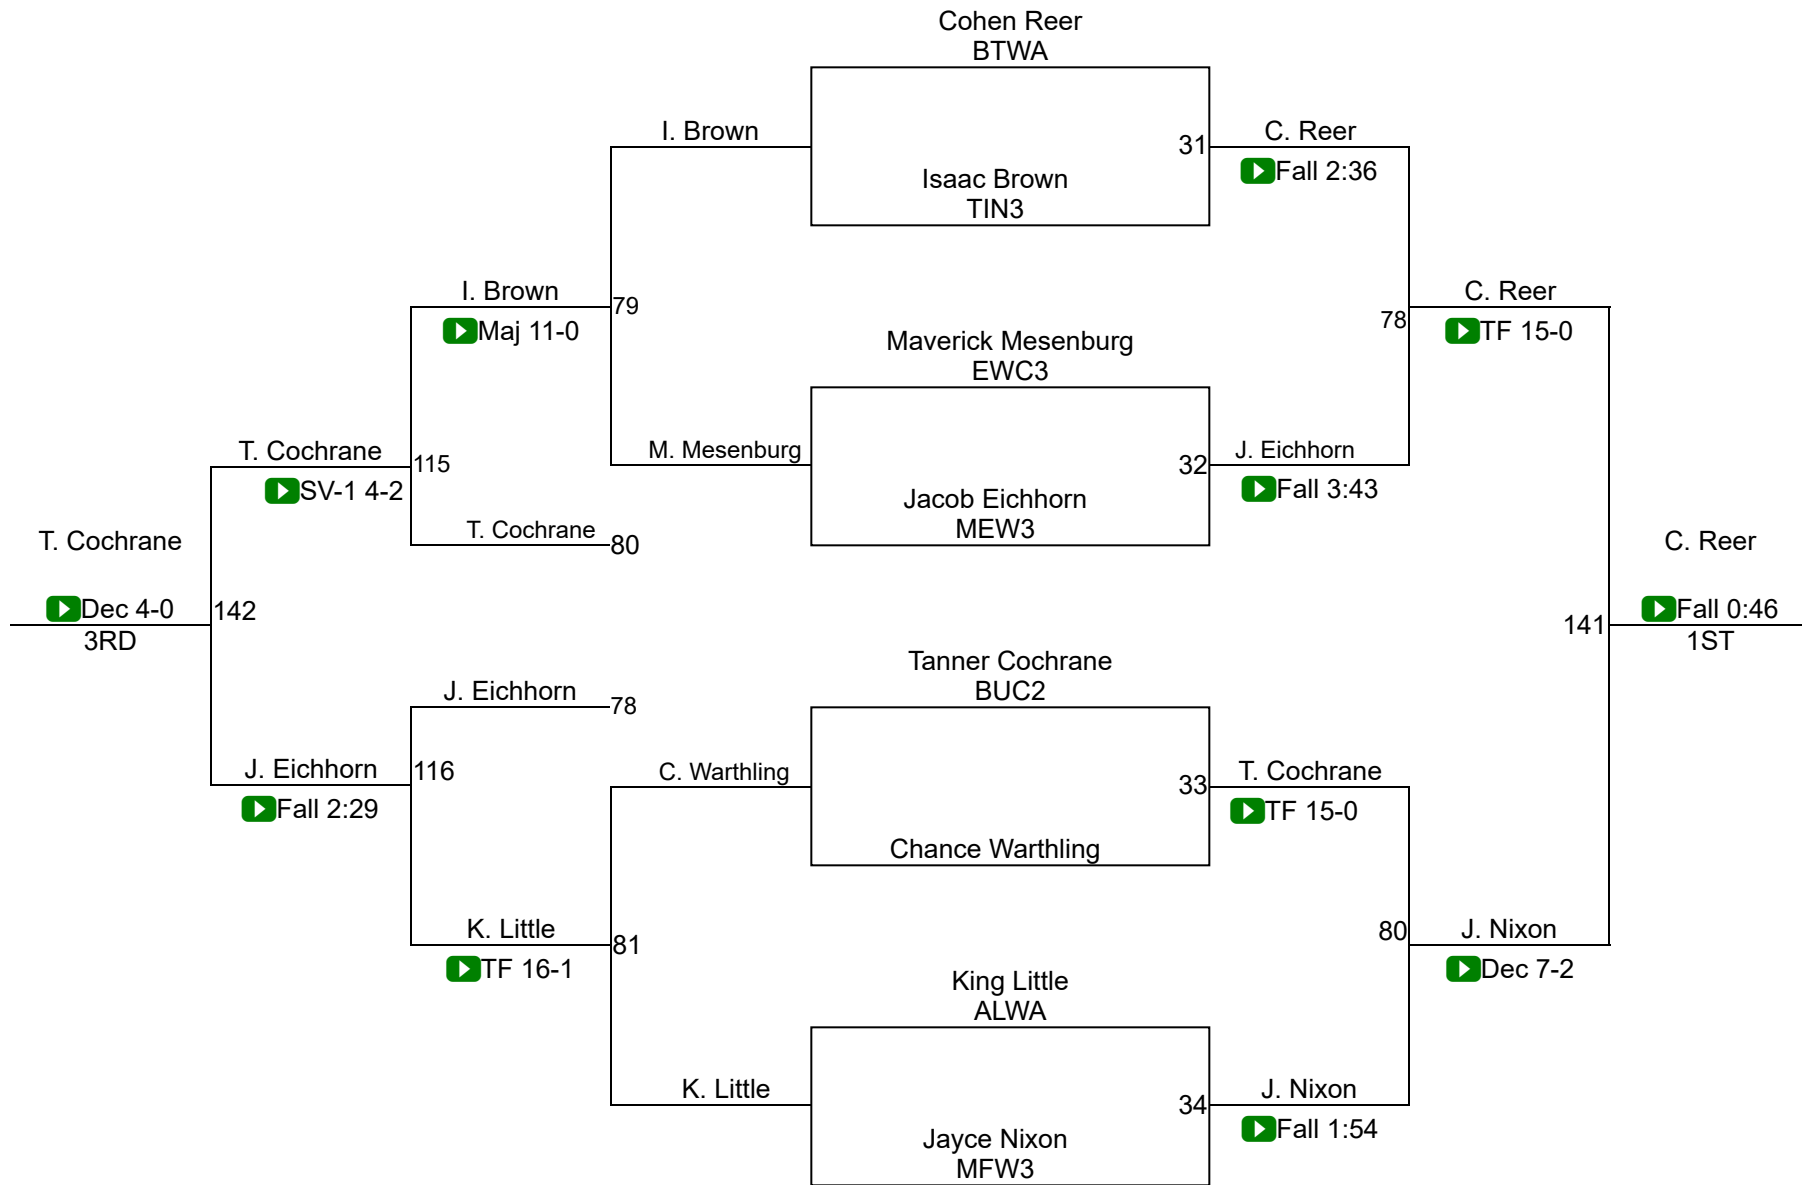 Cohen Reer
BTWA
I. Brown
31
C. Reer
Fall 2:36
Isaac Brown
TIN3
I. Brown
79
Maj 11-0
C. Reer
78
TF 15-0
Maverick Mesenburg
EWC3
T. Cochrane
115
SV-1 4-2
M. Mesenburg
32
J. Eichhorn
Fall 3:43
Jacob Eichhorn
MEW3
T. Cochrane
80
T. Cochrane
Dec 4-0
142
3RD
C. Reer
141
Fall 0:46
1ST
Tanner Cochrane
BUC2
J. Eichhorn
78
J. Eichhorn
116
Fall 2:29
C. Warthling
33
T. Cochrane
TF 15-0
Chance Warthling
K. Little
81
TF 16-1
80
J. Nixon
Dec 7-2
King Little
ALWA
K. Little
34
J. Nixon
Fall 1:54
Jayce Nixon
MFW3